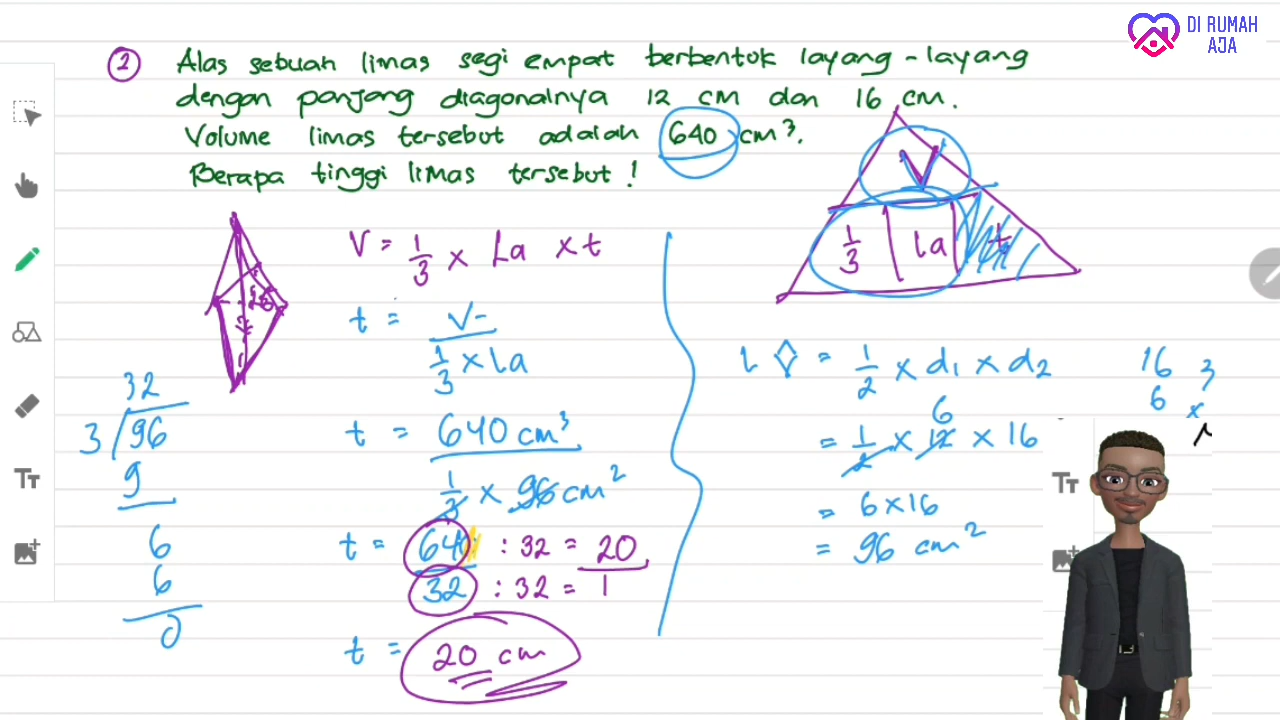 DI RUMAH
AJA
2 Alas sebuah limas segi empat berbentuk layang-layang
dengan panjang diagonalnya 12 cm dan 16 cm.
Volume limas tersebut adalah 640 cm³.
Berapa tinggi limas tersebut!
V = 1/3 × La × t
t = V / (1/3 × La)
t = 640 cm³ / (1/3 × 96 cm²)
t = 640 : 32 = 20
32 : 32 = 1
t = 20 cm
32
3 96
9
6
6
0
V
1/3 La t
L ◊ = 1/2 × d1 × d2
6
= 1/2 × 12 × 16
= 6 × 16
= 96 cm²
16 3
6 ×
Tт
Tт